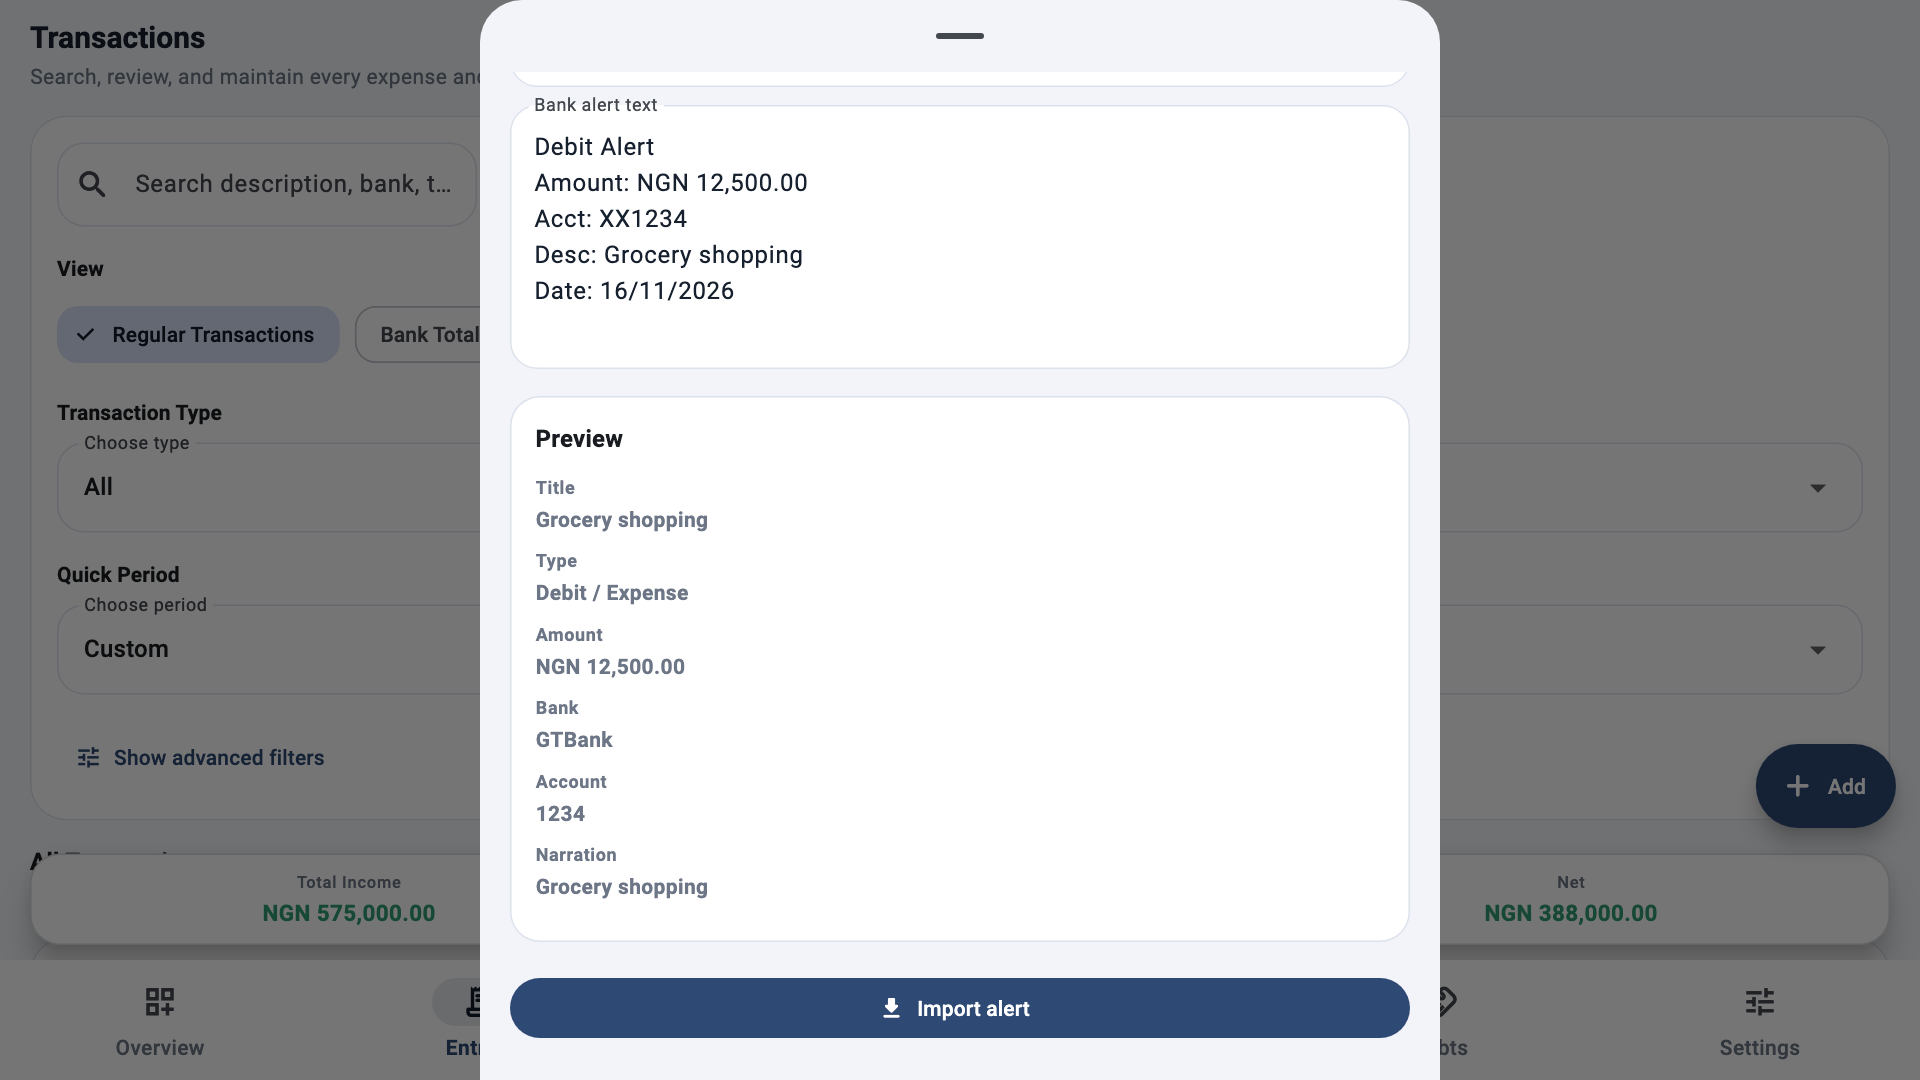 Transactions
Search, review, and maintain every expense and
Search description, bank, t...
View
Regular Transactions
Bank Total
Transaction Type
Choose type
All
Quick Period
Choose period
Custom
Show advanced filters
Total Income
NGN 575,000.00
Bank alert text
Debit Alert
Amount: NGN 12,500.00
Acct: XX1234
Desc: Grocery shopping
Date: 16/11/2026
Preview
Title
Grocery shopping
Type
Debit / Expense
Amount
NGN 12,500.00
Bank
GTBank
Account
1234
Narration
Grocery shopping
Import alert
Add
Net
NGN 388,000.00
Overview
Settings